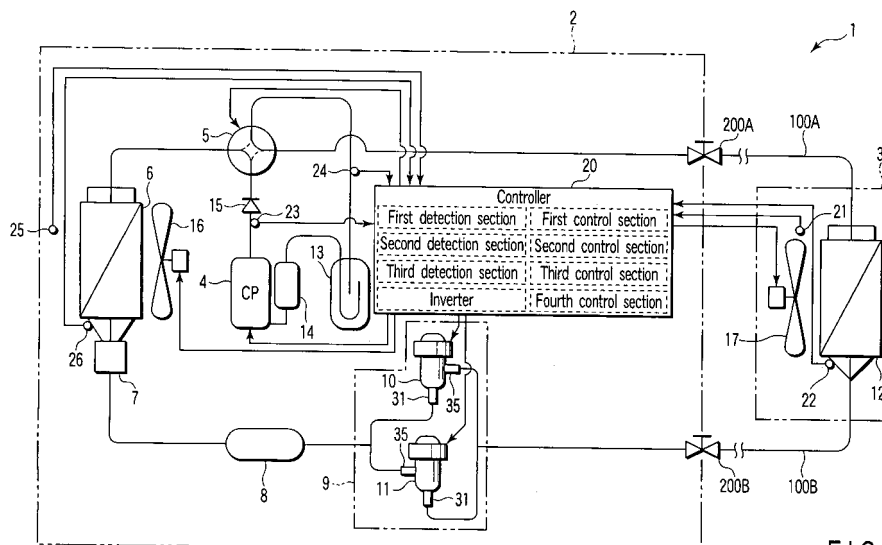 2
1
20
5
24
200A
100A
3
Controller
First detection section
First control section
Second detection section
Second control section
Third detection section
Third control section
Inverter
Fourth control section
6
15
23
16
13
25
21
4
CP
14
17
22
12
26
7
10
31
35
35
8
9
11
31
200B
100B